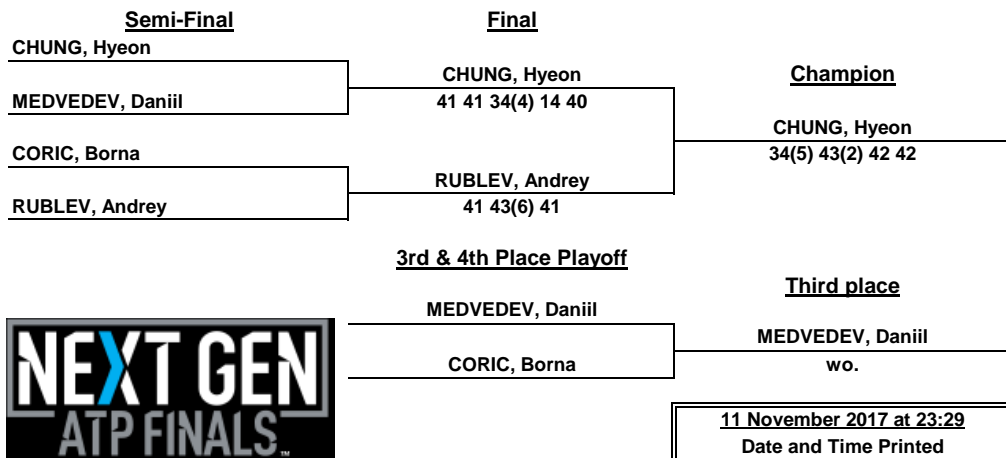 Semi-Final
Final
CHUNG, Hyeon
CHUNG, Hyeon
Champion
MEDVEDEV, Daniil
41 41 34(4) 14 40
CHUNG, Hyeon
CORIC, Borna
34(5) 43(2) 42 42
RUBLEV, Andrey
RUBLEV, Andrey
41 43(6) 41
3rd & 4th Place Playoff
Third place
MEDVEDEV, Daniil
MEDVEDEV, Daniil
CORIC, Borna
wo.
NEXT GEN
ATP FINALS™
11 November 2017 at 23:29
Date and Time Printed